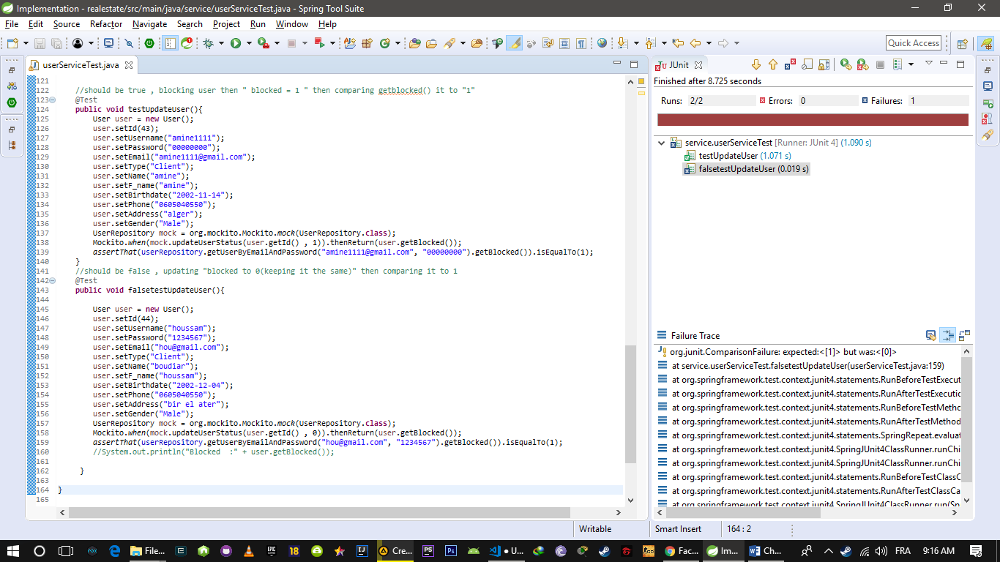 Implementation - realestate/src/main/java/service/userServiceTest.java - Spring Tool Suite
File Edit Source Refactor Navigate Search Project Run Window Help
Quick Access
userServiceTest.java
121
122 //should be true , blocking user then " blocked = 1 " then comparing getblocked() it to "1"
123 @Test
124 public void testUpdateUser(){
125 User user = new User();
126 user.setId(43);
127 user.setUsername("amine1111");
128 user.setPassword("00000000");
129 user.setEmail("amine1111@gmail.com");
130 user.setType("Client");
131 user.setName("amine");
132 user.setF_name("amine");
133 user.setBirthdate("2002-11-14");
134 user.setPhone("0605040550");
135 user.setAddress("alger");
136 user.setGender("Male");
137 UserRepository mock = org.mockito.Mockito.mock(UserRepository.class);
138 Mockito.when(mock.updateUserStatus(user.getId() , 1)).thenReturn(user.getBlocked());
139 assertThat(userRepository.getUserByEmailAndPassword("amine1111@gmail.com", "00000000").getBlocked()).isEqualTo(1);
140 }
141 //should be false , updating "blocked to 0(keeping it the same)" then comparing it to 1
142 @Test
143 public void falsetestUpdateUser(){
144
145 User user = new User();
146 user.setId(44);
147 user.setUsername("houssam");
148 user.setPassword("1234567");
149 user.setEmail("hou@gmail.com");
150 user.setType("Client");
151 user.setName("boudiar");
152 user.setF_name("houssam");
153 user.setBirthdate("2002-12-04");
154 user.setPhone("0605040550");
155 user.setAddress("bir el ater");
156 user.setGender("Male");
157 UserRepository mock = org.mockito.Mockito.mock(UserRepository.class);
158 Mockito.when(mock.updateUserStatus(user.getId() , 0)).thenReturn(user.getBlocked());
159 assertThat(userRepository.getUserByEmailAndPassword("hou@gmail.com", "1234567").getBlocked()).isEqualTo(1);
160 //System.out.println("Blocked :" + user.getBlocked());
161
162 }
163
164 }
165
JUnit
Finished after 8.725 seconds
Runs: 2/2 Errors: 0 Failures: 1
service.userServiceTest [Runner: JUnit 4] (1.090 s)
testUpdateUser (1.071 s)
falsetestUpdateUser (0.019 s)
Failure Trace
org.junit.ComparisonFailure: expected:<[1]> but was:<[0]>
at service.userServiceTest.falsetestUpdateUser(userServiceTest.java:159)
at org.springframework.test.context.junit4.statements.RunBeforeTestExecut
at org.springframework.test.context.junit4.statements.RunAfterTestExecutic
at org.springframework.test.context.junit4.statements.RunBeforeTestMetho
at org.springframework.test.context.junit4.statements.RunAfterTestMethod
at org.springframework.test.context.junit4.statements.SpringRepeat.evaluat
at org.springframework.test.context.junit4.SpringJUnit4ClassRunner.runChi
at org.springframework.test.context.junit4.SpringJUnit4ClassRunner.runChi
at org.springframework.test.context.junit4.statements.RunBeforeTestClassC
at org.springframework.test.context.junit4.statements.RunAfterTestClassCa
at org.springframework.test.context.junit4.SpringJUnit4ClassRunner.run(Sp
Writable Smart Insert 164 : 2
File... EPIC 18 IJ Cre... PS Ps U... Fac... Im... Ch... FRA 9:16 AM